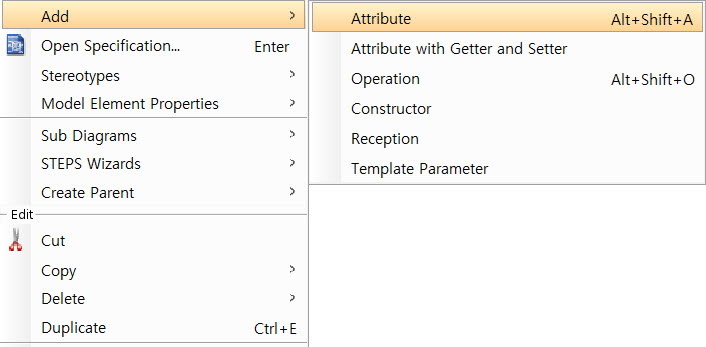 Add
Open Specification... Enter
Stereotypes
Model Element Properties
Sub Diagrams
STEPS Wizards
Create Parent
Edit
Cut
Copy
Delete
Duplicate Ctrl+E
Attribute Alt+Shift+A
Attribute with Getter and Setter
Operation Alt+Shift+O
Constructor
Reception
Template Parameter